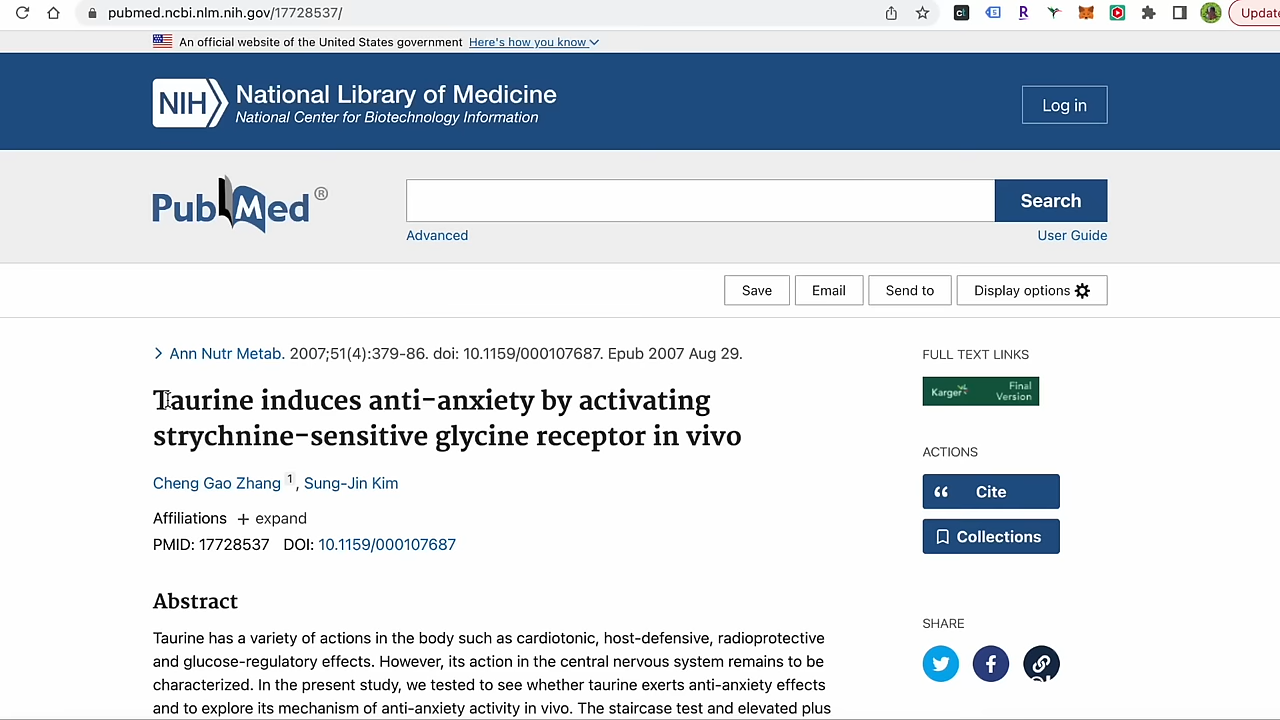 pubmed.ncbi.nlm.nih.gov/17728537/
Update
An official website of the United States government Here's how you know
NIH National Library of Medicine
National Center for Biotechnology Information
Log in
PubMed®
Search
Advanced
User Guide
Save Email Send to Display options
Ann Nutr Metab. 2007;51(4):379-86. doi: 10.1159/000107687. Epub 2007 Aug 29.
Taurine induces anti-anxiety by activating
strychnine-sensitive glycine receptor in vivo
Cheng Gao Zhang 1, Sung-Jin Kim
Affiliations + expand
PMID: 17728537 DOI: 10.1159/000107687
Abstract
Taurine has a variety of actions in the body such as cardiotonic, host-defensive, radioprotective
and glucose-regulatory effects. However, its action in the central nervous system remains to be
characterized. In the present study, we tested to see whether taurine exerts anti-anxiety effects
and to explore its mechanism of anti-anxiety activity in vivo. The staircase test and elevated plus
FULL TEXT LINKS
Karger Final
Version
ACTIONS
Cite
Collections
SHARE